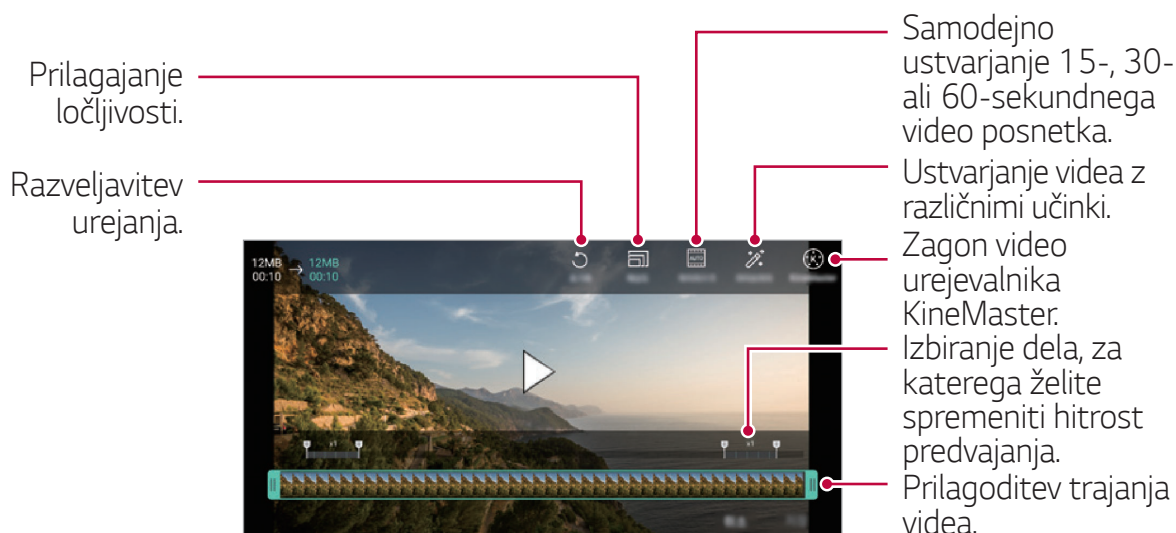 Prilagajanje
ločljivosti.
Razveljavitev
urejanja.
Samodejno
ustvarjanje 15-, 30-
ali 60-sekundnega
video posnetka.
Ustvarjanje videa z
različnimi učinki.
Zagon video
urejevalnika
KineMaster.
Izbiranje dela, za
katerega želite
spremeniti hitrost
predvajanja.
Prilagoditev trajanja
videa.
12MB → 12MB
00:10 00:10
AUTO
K
x1
x1